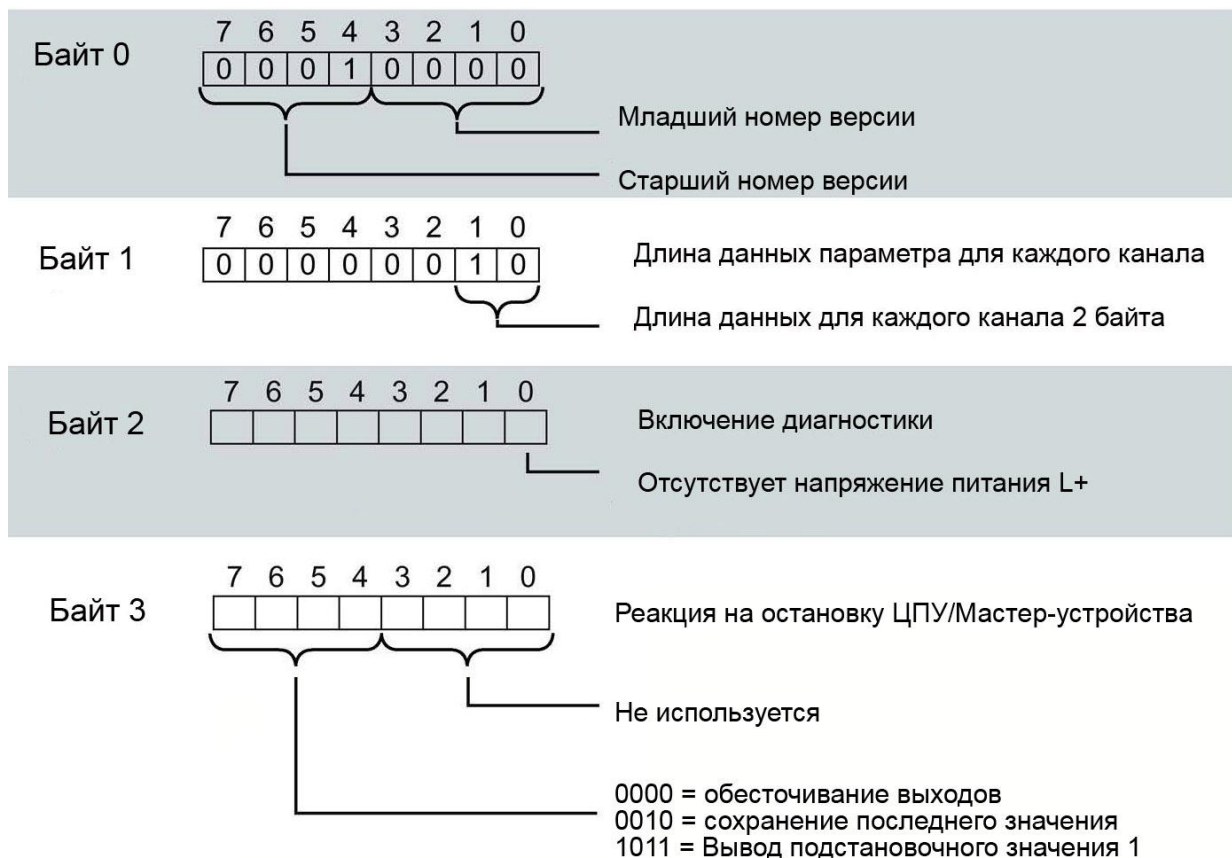 7 6 5 4 3 2 1 0
Байт 0
0 0 0 1 0 0 0 0
Младший номер версии
Старший номер версии
7 6 5 4 3 2 1 0
Байт 1
0 0 0 0 0 0 1 0
Длина данных параметра для каждого канала
Длина данных для каждого канала 2 байта
7 6 5 4 3 2 1 0
Байт 2
Включение диагностики
Отсутствует напряжение питания L+
7 6 5 4 3 2 1 0
Байт 3
Реакция на остановку ЦПУ/Мастер-устройства
Не используется
0000 = обесточивание выходов
0010 = сохранение последнего значения
1011 = Вывод подстановочного значения 1